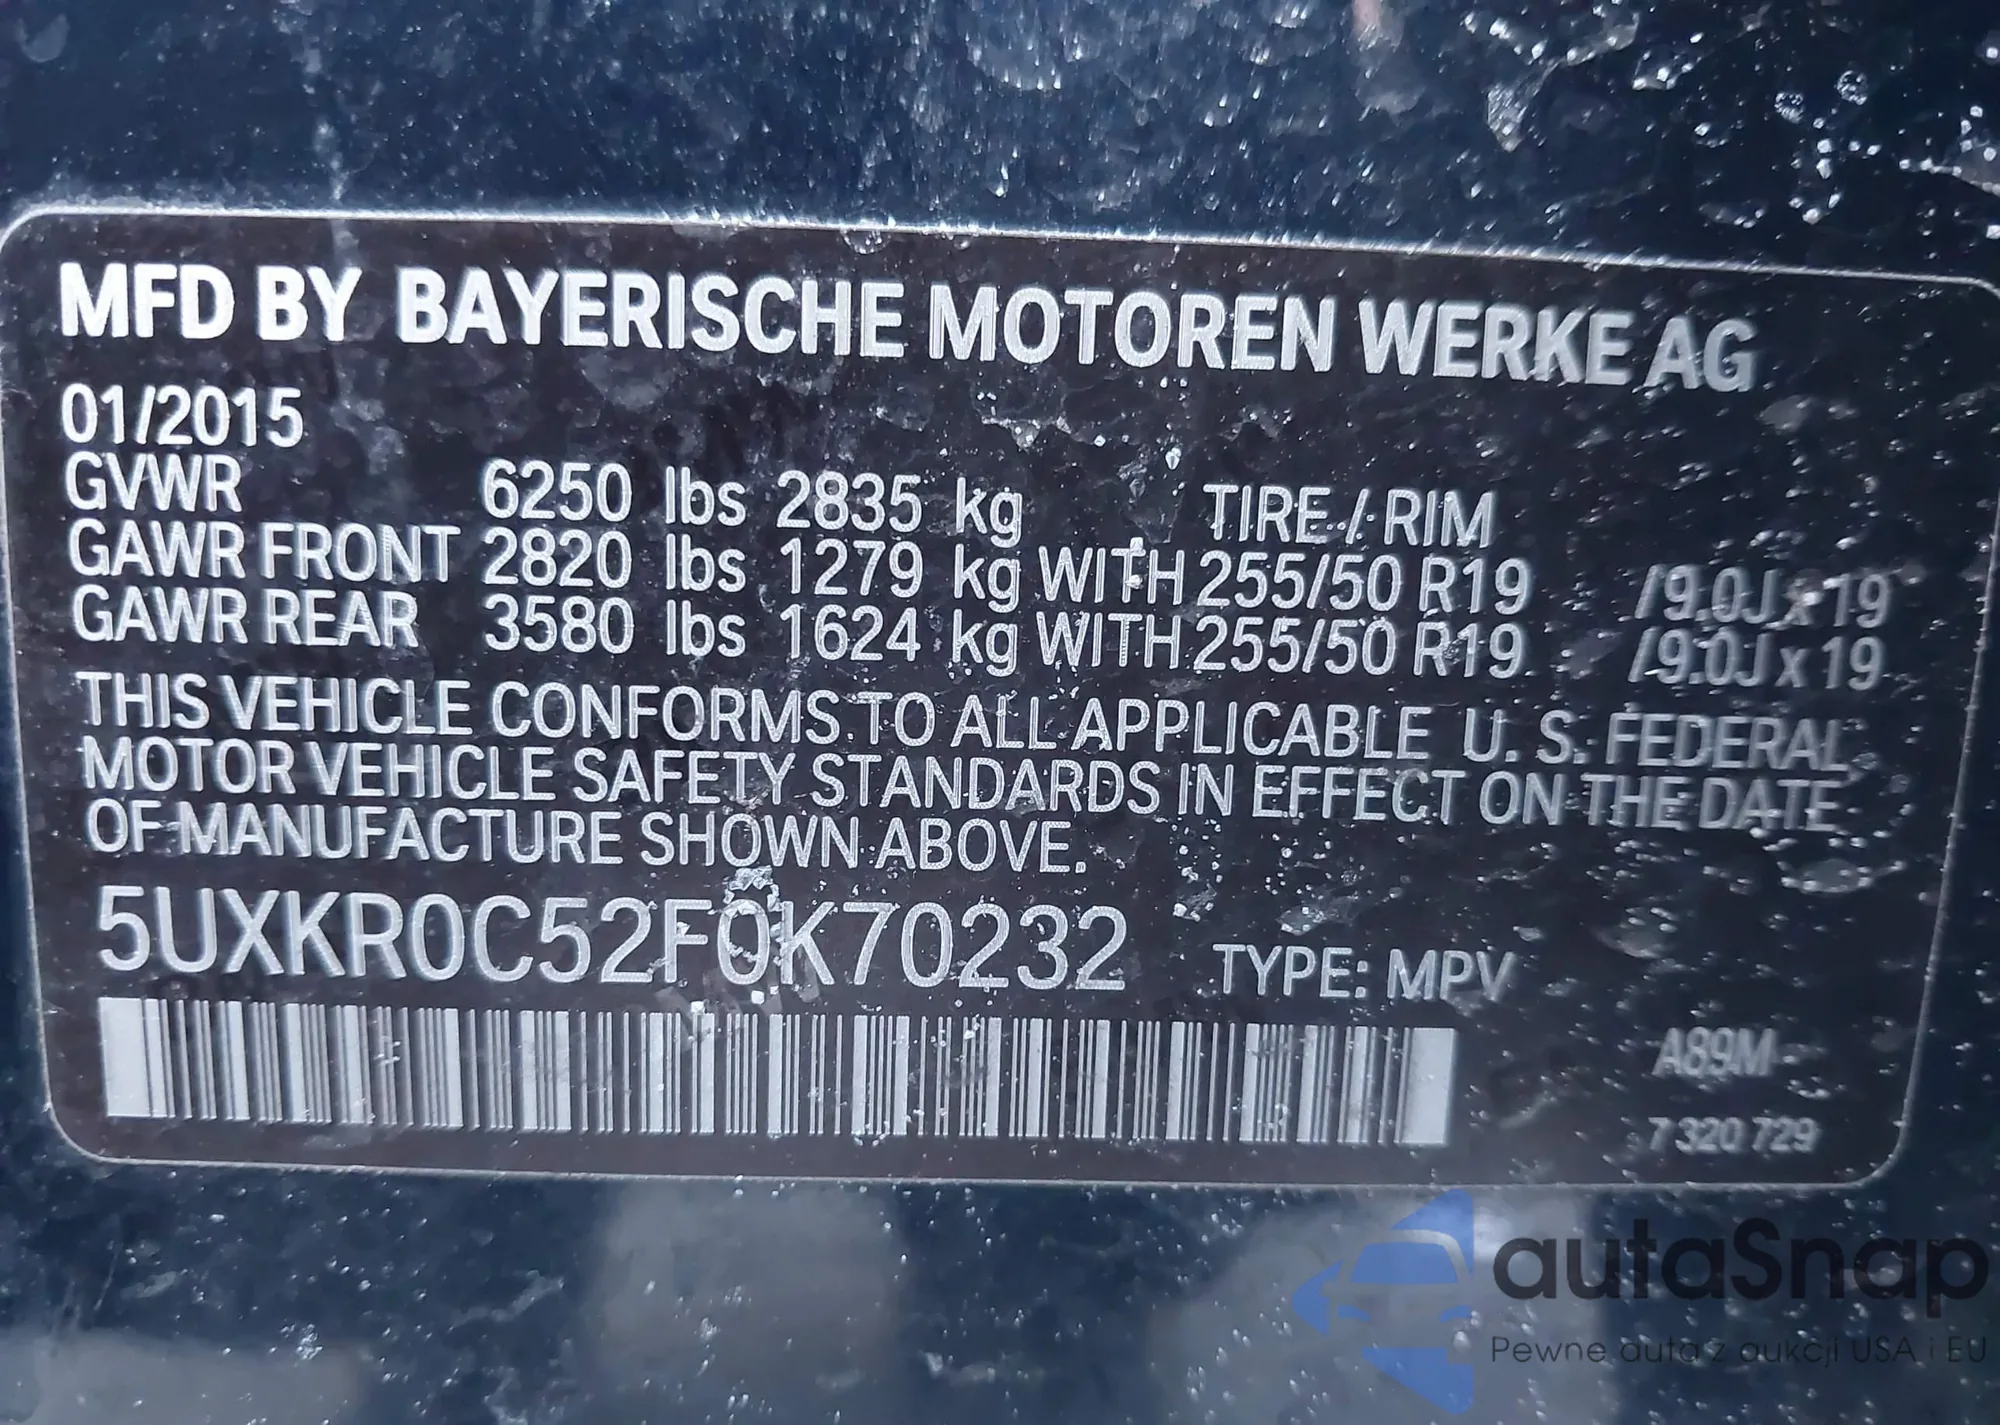 MFD BY BAYERISCHE MOTOREN WERKE AG
01/2015
GVWR 6250 lbs 2835 kg TIRE / RIM
GAWR FRONT 2820 lbs 1279 kg WITH 255/50 R19 /9.0J x 19
GAWR REAR 3580 lbs 1624 kg WITH 255/50 R19 /9.0J x 19
THIS VEHICLE CONFORMS TO ALL APPLICABLE U. S. FEDERAL
MOTOR VEHICLE SAFETY STANDARDS IN EFFECT ON THE DATE
OF MANUFACTURE SHOWN ABOVE.
5UXKR0C52F0K70232 TYPE: MPV
A89M
7 320 729
autaSnap
Pewne auta z aukcji USA i EU